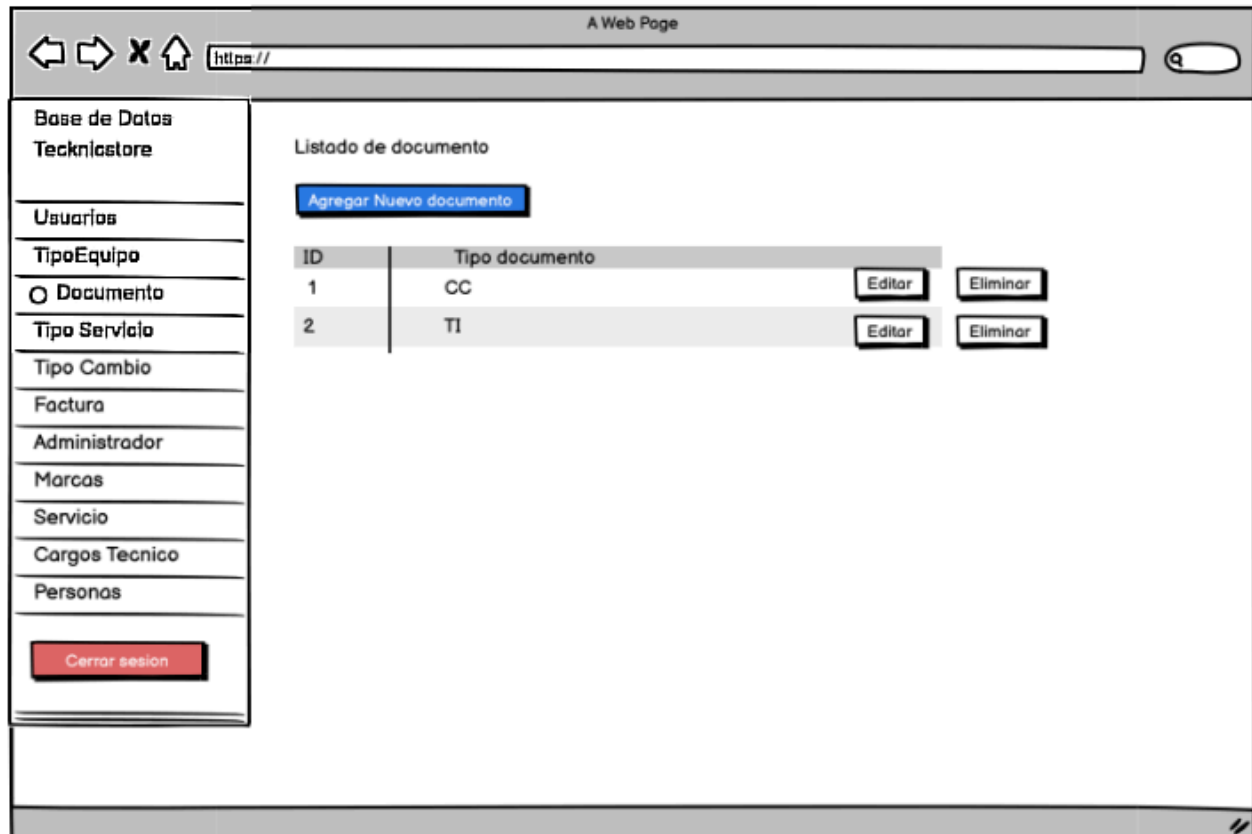 A Web Page
https://
Base de Datos
Tecknicstore
Usuarios
TipoEquipo
Documento
Tipo Servicio
Tipo Cambio
Factura
Administrador
Marcas
Servicio
Cargos Tecnico
Personas
Cerrar sesion
Listado de documento
Agregar Nuevo documento
ID Tipo documento
1 CC Editar Eliminar
2 TI Editar Eliminar